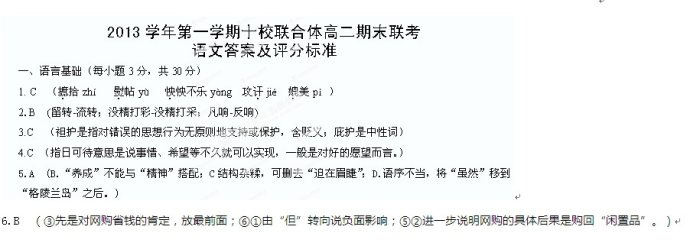 2013 学年第一学期十校联合体高二期末联考
语文答案及评分标准
一、语言基础（每小题 3 分，共 30 分）
1. C （摭拾 zhí 熨帖 yù 怏怏不乐 yàng 攻讦 jié 媲美 pì ）
2. B （留转-流转；没精打彩-没精打采；凡响-反响）
3.C （袒护是指对错误的思想行为无原则地支持或保护，含贬义；庇护是中性词）
4.C （指日可待意思是说事情、希望等不久就可以实现，一般是对好的愿望而言。）
5.A （B.“养成”不能与“精神”搭配；C 结构杂糅，可删去“迫在眉睫”；D.语序不当，将“虽然”移到
“格陵兰岛”之后。）
6.B （③先是对网购省钱的肯定，放最前面；⑥①由“但”转向说负面影响；⑤②进一步说明网购的具体后果是购回“闲置品”。）